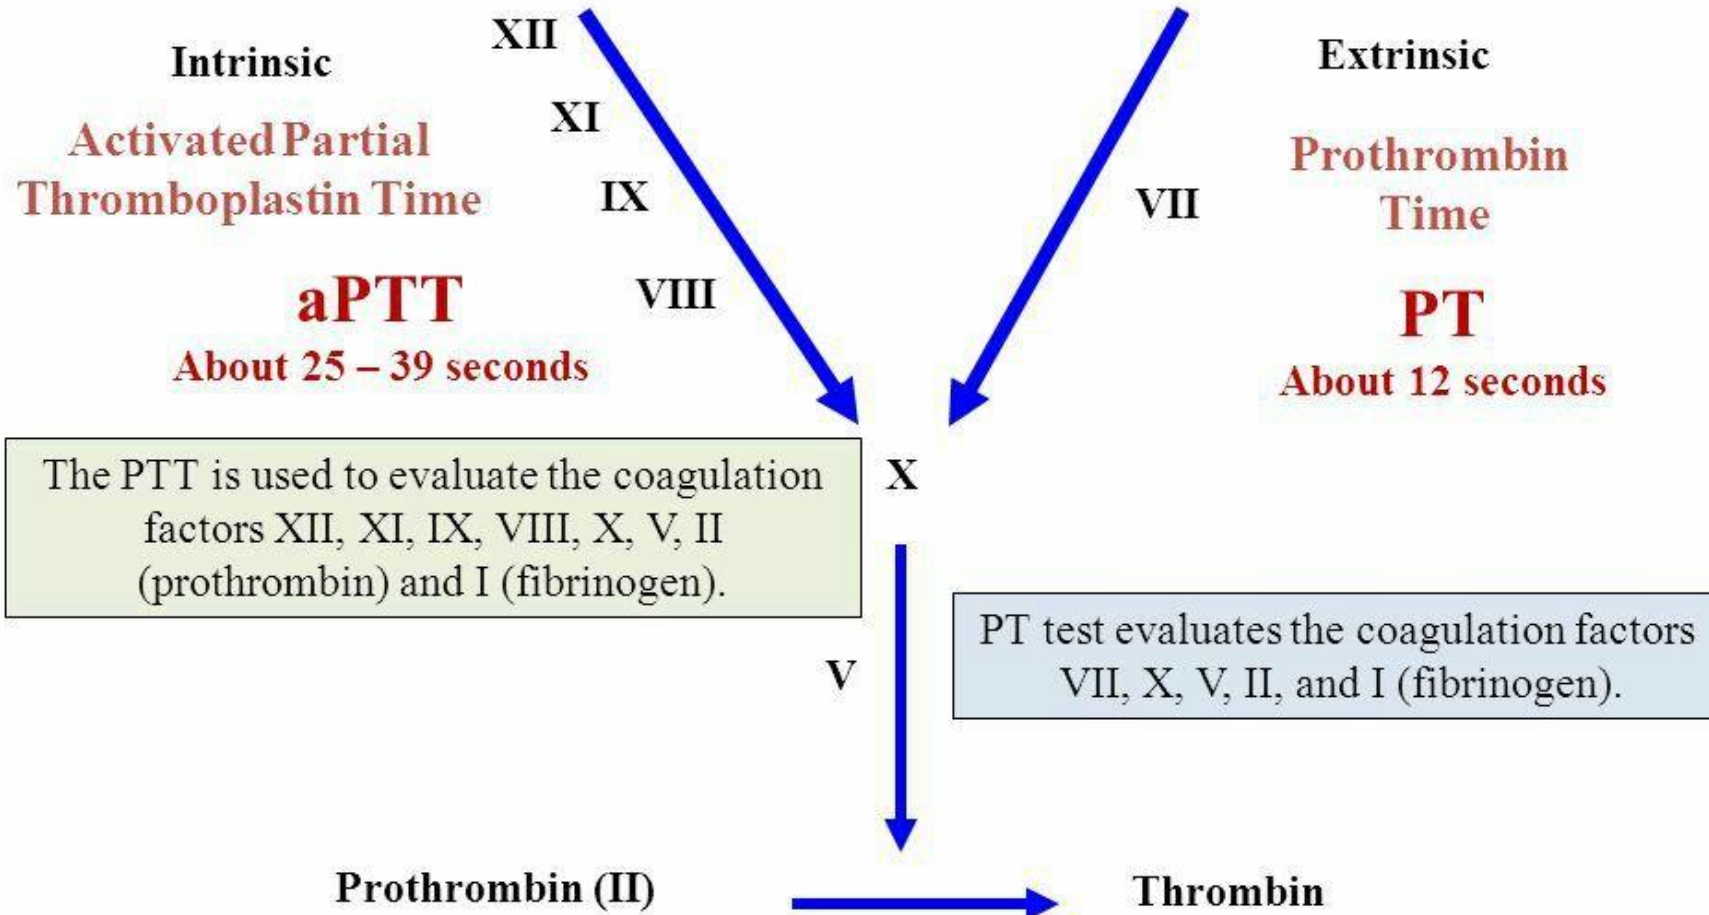 XII
Intrinsic
Extrinsic
XI
Activated Partial
Thromboplastin Time
Prothrombin
Time
IX
VII
VIII
aPTT
About 25 – 39 seconds
PT
About 12 seconds
The PTT is used to evaluate the coagulation
factors XII, XI, IX, VIII, X, V, II
(prothrombin) and I (fibrinogen).
X
PT test evaluates the coagulation factors
VII, X, V, II, and I (fibrinogen).
V
Prothrombin (II)
Thrombin